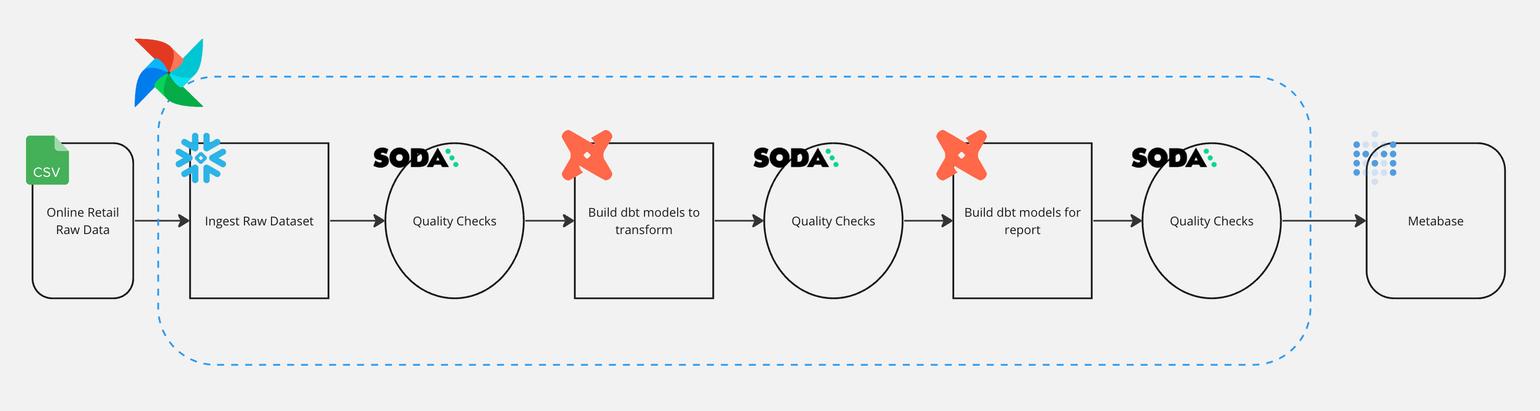 CSV
Online Retail
Raw Data
Ingest Raw Dataset
SODA
Quality Checks
Build dbt models to
transform
SODA
Quality Checks
Build dbt models for
report
SODA
Quality Checks
Metabase